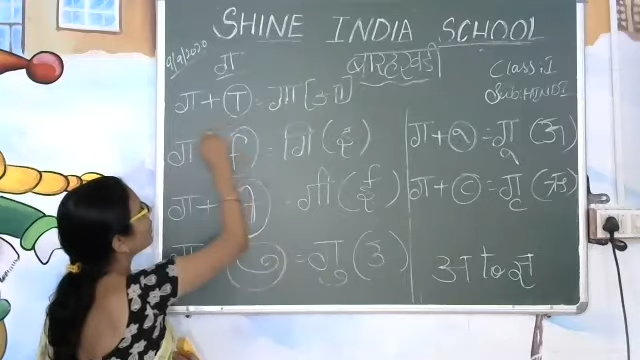 SHINE INDIA SCHOOL
9/9/2020
ग
बारहखडी
Class:I
Sub:HINDI
ग + ा = गा [आ]
ग + ि = गि (इ)
ग + ी = गी (ई)
ग + ु = गु (उ)
ग + ू = गू (ऊ)
ग + ृ = गृ (ऋ)
अ to ज्ञ